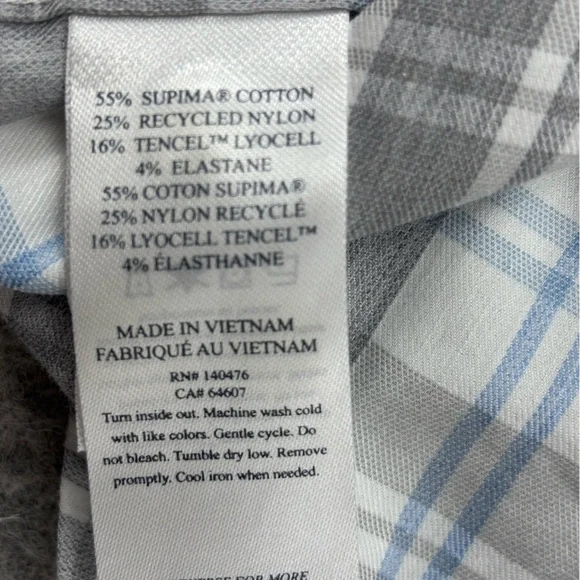 55% SUPIMA® COTTON
25% RECYCLED NYLON
16% TENCEL™ LYOCELL
4% ELASTANE
55% COTON SUPIMA®
25% NYLON RECYCLÉ
16% LYOCELL TENCEL™
4% ÉLASTHANNE
MADE IN VIETNAM
FABRIQUÉ AU VIETNAM
RN# 140476
CA# 64607
Turn inside out. Machine wash cold
with like colors. Gentle cycle. Do
not bleach. Tumble dry low. Remove
promptly. Cool iron when needed.
FOR MORE